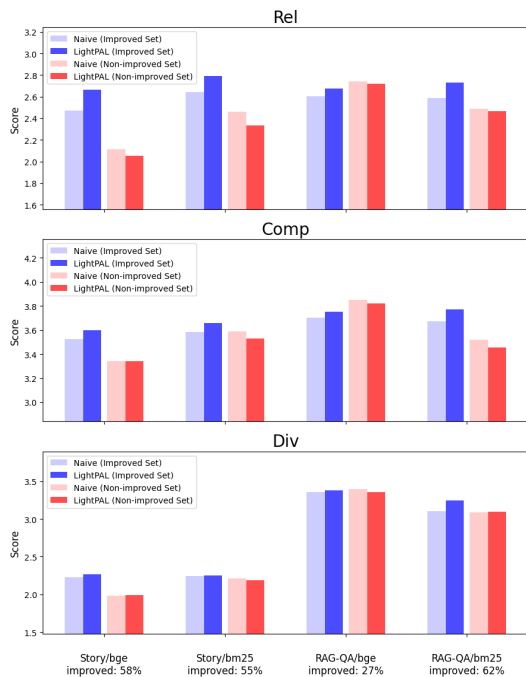 Rel
3.2
3.0
2.8
2.6
2.4
2.2
2.0
1.8
1.6
Score
Naive (Improved Set)
LightPAL (Improved Set)
Naive (Non-improved Set)
LightPAL (Non-improved Set)
Comp
4.2
4.0
3.8
3.6
3.4
3.2
3.0
Score
Naive (Improved Set)
LightPAL (Improved Set)
Naive (Non-improved Set)
LightPAL (Non-improved Set)
Div
3.5
3.0
2.5
2.0
1.5
Score
Naive (Improved Set)
LightPAL (Improved Set)
Naive (Non-improved Set)
LightPAL (Non-improved Set)
Story/bge
improved: 58%
Story/bm25
improved: 55%
RAG-QA/bge
improved: 27%
RAG-QA/bm25
improved: 62%